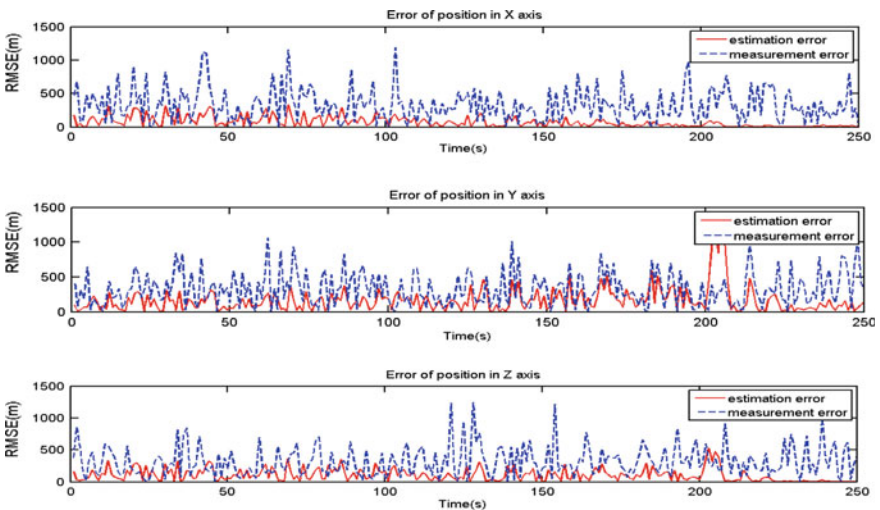 Error of position in X axis
1500
1000
500
0
RMSE(m)
estimation error
measurement error
0 50 100 150 200 250
Time(s)
Error of position in Y axis
1500
1000
500
0
RMSE(m)
estimation error
measurement error
0 50 100 150 200 250
Time(s)
Error of position in Z axis
1500
1000
500
0
RMSE(m)
estimation error
measurement error
0 50 100 150 200 250
Time(s)